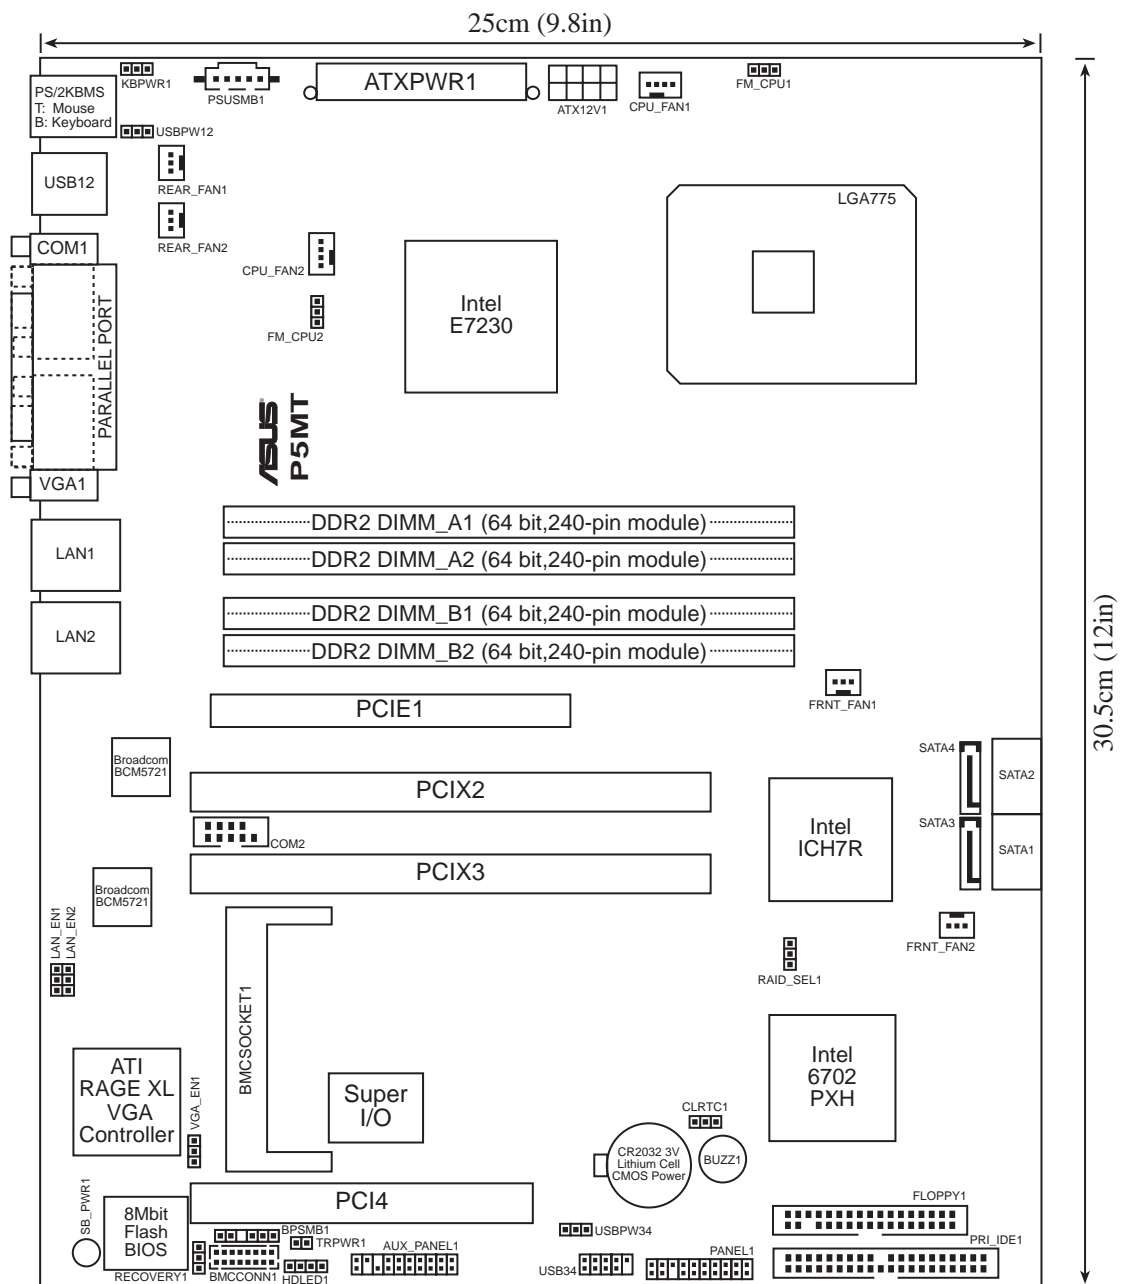 25cm (9.8in)
KBPWR1
PSUSMB1
ATXPWR1
ATX12V1
CPU_FAN1
FM_CPU1
PS/2KBMS
T: Mouse
B: Keyboard
USBPW12
USB12
REAR_FAN1
REAR_FAN2
LGA775
COM1
CPU_FAN2
FM_CPU2
Intel
E7230
PARALLEL PORT
ASUS
P5MT
VGA1
LAN1
LAN2
DDR2 DIMM_A1 (64 bit,240-pin module)
DDR2 DIMM_A2 (64 bit,240-pin module)
DDR2 DIMM_B1 (64 bit,240-pin module)
DDR2 DIMM_B2 (64 bit,240-pin module)
30.5cm (12in)
PCIE1
FRNT_FAN1
Broadcom
BCM5721
PCIX2
COM2
PCIX3
Intel
ICH7R
SATA4
SATA2
SATA3
SATA1
Broadcom
BCM5721
LAN_EN1
LAN_EN2
FRNT_FAN2
RAID_SEL1
BMCSOCKET1
ATI
RAGE XL
VGA
Controller
VGA_EN1
Super
I/O
Intel
6702
PXH
CLRTC1
CR2032 3V
Lithium Cell
CMOS Power
BUZZ1
SB_PWR1
8Mbit
Flash
BIOS
PCI4
FLOPPY1
BPSMB1
TRPWR1
USBPW34
AUX_PANEL1
PANEL1
PRI_IDE1
RECOVERY1
BMCCONN1
HDLED1
USB34